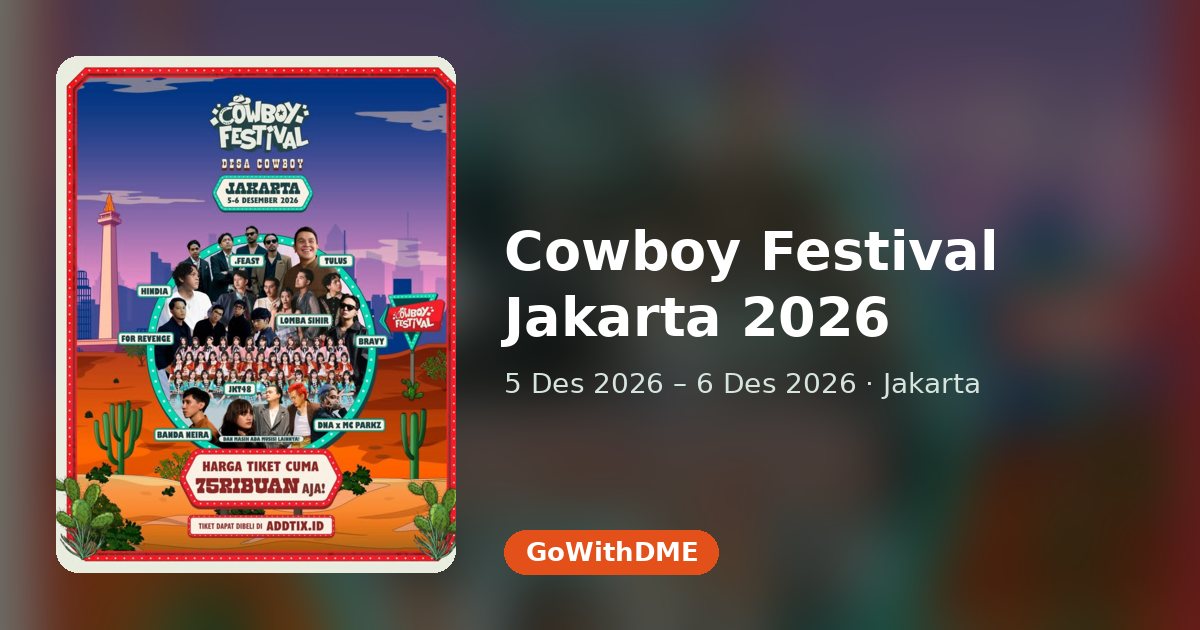 COWBOY
FESTIVAL
DESA COWBOY
JAKARTA
5-6 DESEMBER 2026
.FEAST
TULUS
HINDIA
COWBOY
FESTIVAL
LOMBA SIHIR
FOR REVENGE
BRAVY
JKT48
DNA x MC PARKZ
BANDA NEIRA
DAN MASIH ADA MUSISI LAINNYA!
HARGA TIKET CUMA
75RIBUAN AJA!
TIKET DAPAT DIBELI DI ADDTIX.ID
Cowboy Festival
Jakarta 2026
5 Des 2026 – 6 Des 2026 · Jakarta
GoWithDME